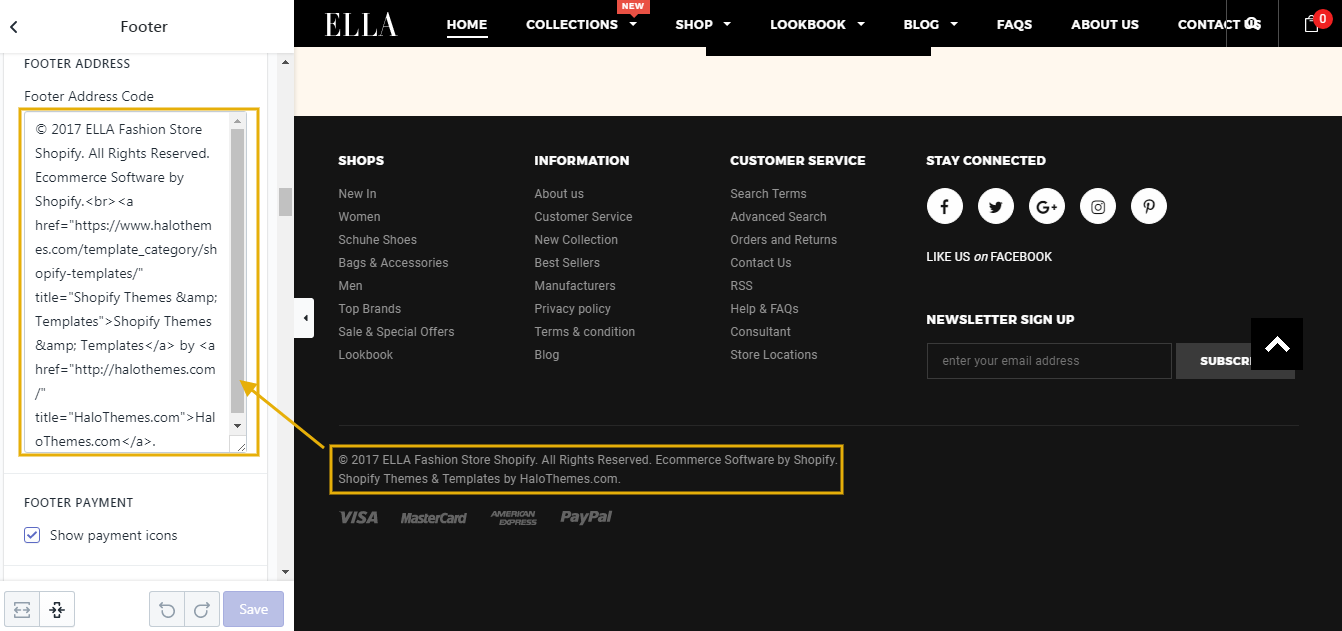 Footer
FOOTER ADDRESS
Footer Address Code
© 2017 ELLA Fashion Store
Shopify. All Rights Reserved.
Ecommerce Software by
Shopify.<br><a
href="https://www.halothem
es.com/template_category/sh
opify-templates/"
title="Shopify Themes &amp;
Templates">Shopify Themes
&amp; Templates</a> by <a
href="http://halothemes.com
/"
title="HaloThemes.com">Hal
oThemes.com</a>.
FOOTER PAYMENT
Show payment icons
Save
NEW
ELLA HOME COLLECTIONS SHOP LOOKBOOK BLOG FAQS ABOUT US CONTACT US 0
SHOPS
New In
Women
Schuhe Shoes
Bags & Accessories
Men
Top Brands
Sale & Special Offers
Lookbook
INFORMATION
About us
Customer Service
New Collection
Best Sellers
Manufacturers
Privacy policy
Terms & condition
Blog
CUSTOMER SERVICE
Search Terms
Advanced Search
Orders and Returns
Contact Us
RSS
Help & FAQs
Consultant
Store Locations
STAY CONNECTED
LIKE US on FACEBOOK
NEWSLETTER SIGN UP
enter your email address SUBSCRI
© 2017 ELLA Fashion Store Shopify. All Rights Reserved. Ecommerce Software by Shopify.
Shopify Themes & Templates by HaloThemes.com.
VISA MasterCard AMERICAN EXPRESS PayPal